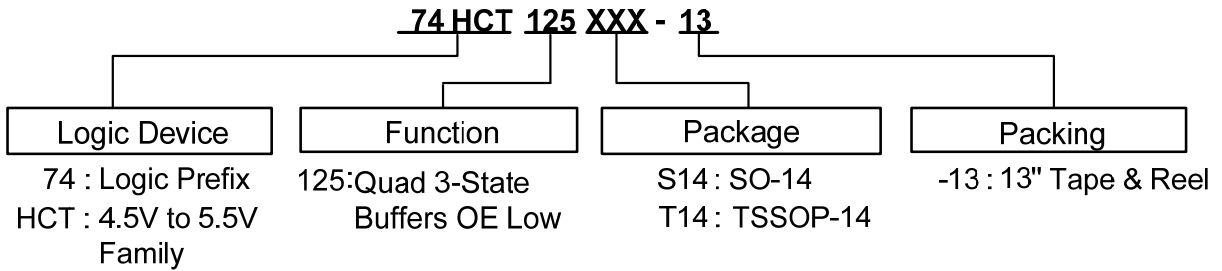 74 HCT 125 XXX - 13
Logic Device
Function
Package
Packing
74 : Logic Prefix
HCT : 4.5V to 5.5V
Family
125:Quad 3-State
Buffers OE Low
S14 : SO-14
T14 : TSSOP-14
-13 : 13" Tape & Reel